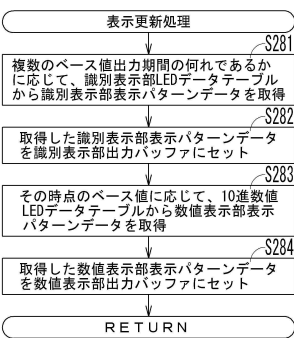 表示更新処理
S281
複数のベース値出力期間の何れであるか
に応じて、識別表示部LEDデータテーブル
から識別表示部表示パターンデータを取得
S282
取得した識別表示部表示パターンデータ
を識別表示部出力バッファにセット
S283
その時点のベース値に応じて、10進数値
LEDデータテーブルから数値表示部表示
パターンデータを取得
S284
取得した数値表示部表示パターンデータ
を数値表示部出力バッファにセット
RETURN